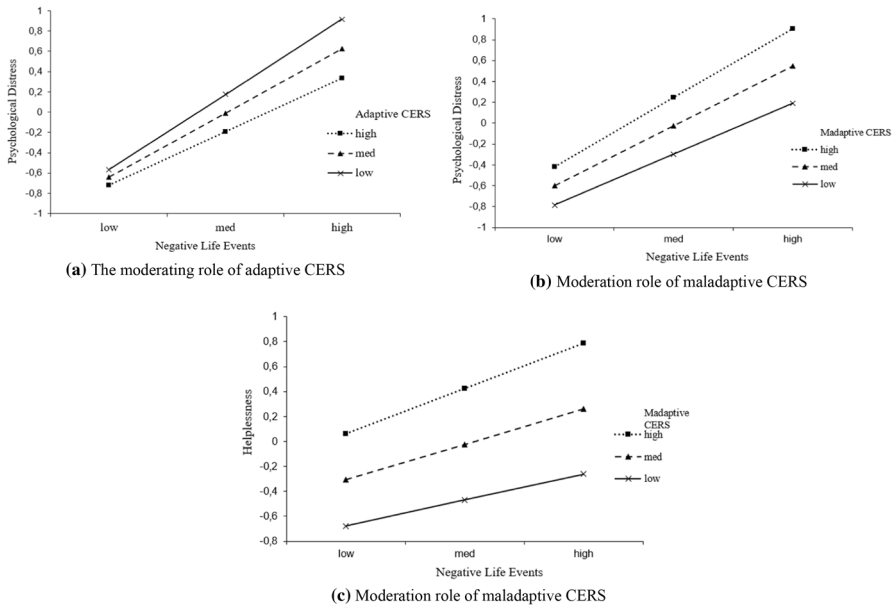 1
0,8
0,6
0,4
0,2
0
-0,2
-0,4
-0,6
-0,8
-1
Psychological Distress
low med high
Negative Life Events
Adaptive CERS
high
med
low
(a) The moderating role of adaptive CERS
1
0,8
0,6
0,4
0,2
0
-0,2
-0,4
-0,6
-0,8
-1
Psychological Distress
low med high
Negative Life Events
Madaptive CERS
high
med
low
(b) Moderation role of maladaptive CERS
1
0,8
0,6
0,4
0,2
0
-0,2
-0,4
-0,6
-0,8
Helplessness
low med high
Negative Life Events
Madaptive
CERS
high
med
low
(c) Moderation role of maladaptive CERS